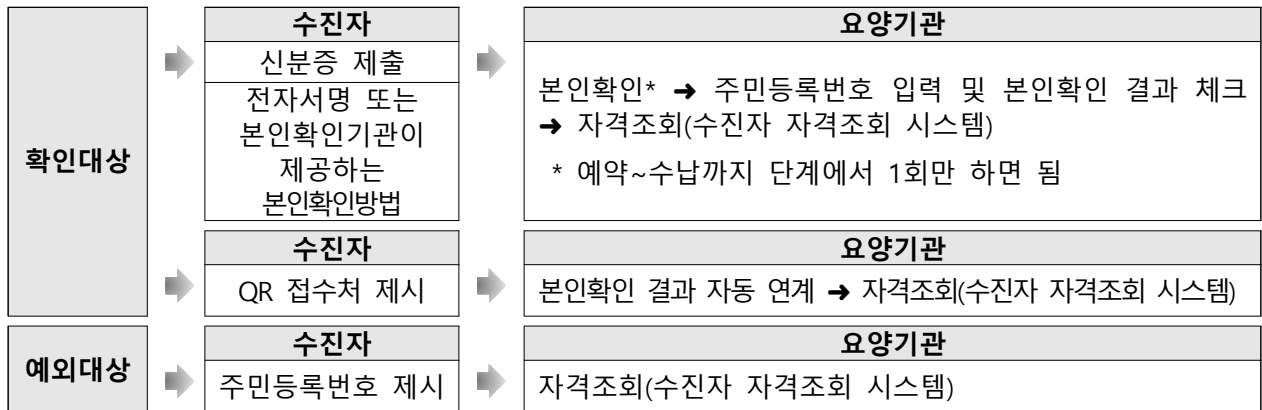 확인대상
수진자
신분증 제출
전자서명 또는
본인확인기관이
제공하는
본인확인방법
요양기관
본인확인* ➜ 주민등록번호 입력 및 본인확인 결과 체크
➜ 자격조회(수진자 자격조회 시스템)
* 예약~수납까지 단계에서 1회만 하면 됨
수진자
QR 접수처 제시
요양기관
본인확인 결과 자동 연계 ➜ 자격조회(수진자 자격조회 시스템)
예외대상
수진자
주민등록번호 제시
요양기관
자격조회(수진자 자격조회 시스템)